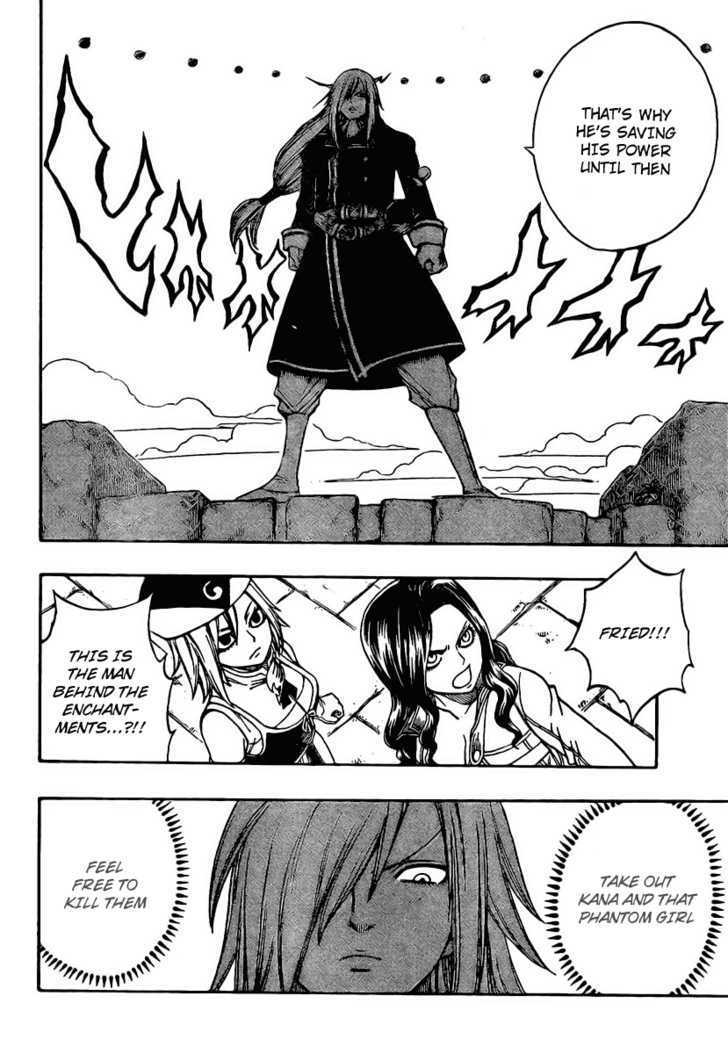 THAT'S WHY
HE'S SAVING
HIS POWER
UNTIL THEN
FRIED!!!
THIS IS
THE MAN
BEHIND THE
ENCHANT-
MENTS...?!!
TAKE OUT
KANA AND THAT
PHANTOM GIRL
FEEL
FREE TO
KILL THEM